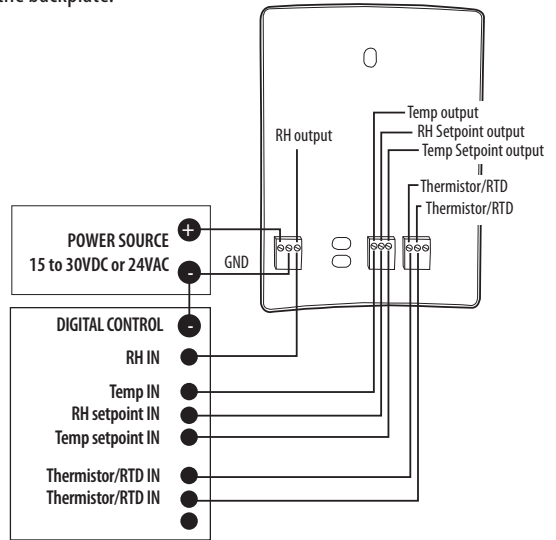 the backplate.
Temp output
RH output
RH Setpoint output
Temp Setpoint output
Thermistor/RTD
Thermistor/RTD
POWER SOURCE
15 to 30VDC or 24VAC
+
-
GND
DIGITAL CONTROL
-
RH IN
Temp IN
RH setpoint IN
Temp setpoint IN
Thermistor/RTD IN
Thermistor/RTD IN